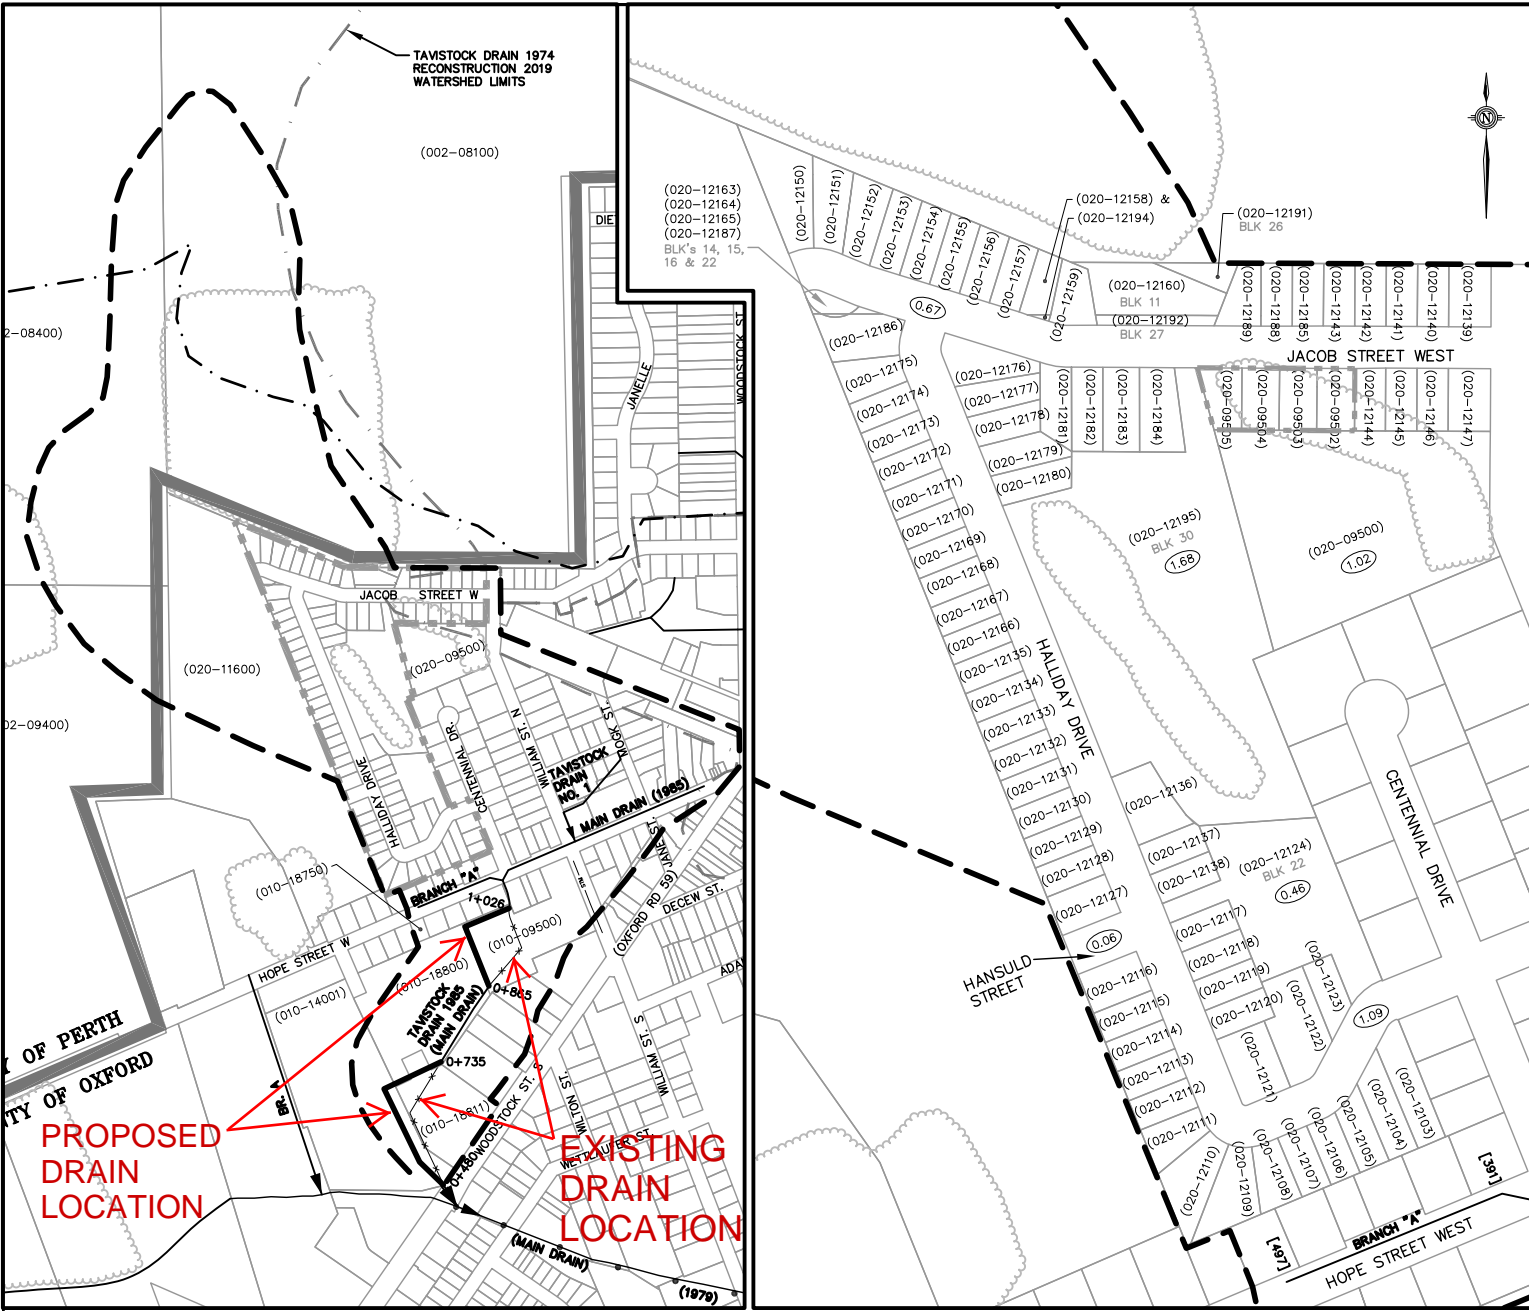 TAVISTOCK DRAIN 1974
RECONSTRUCTION 2019
WATERSHED LIMITS
(002-08100)
2-08400)
02-09400)
(020-11600)
(020-09500)
DIE
JANELLE
WOODSTOCK ST.
JACOB STREET W
HALLIDAY DRIVE
CENTENNIAL DR.
WILLIAM ST. N
MOCK ST.
TAVISTOCK
DRAIN
NO. 1
MAIN DRAIN (1985)
JANE ST.
(OXFORD RD 59)
DECEW ST.
ADA
(010-18750)
BRANCH "A"
1+026
(010-09500)
HOPE STREET W
(010-18800)
(010-14001)
0+865
TAVISTOCK
DRAIN 1985
(MAIN DRAIN)
0+735
(010-18811)
0+480
WOODSTOCK ST. S
WILTON ST.
WILLIAM ST. S
WETTLAUFER ST.
Y OF PERTH
TY OF OXFORD
BR. A
PROPOSED
DRAIN
LOCATION
EXISTING
DRAIN
LOCATION
(MAIN DRAIN)
(1979)
N
(020-12163)
(020-12164)
(020-12165)
(020-12187)
BLK's 14, 15,
16 & 22
(020-12150)
(020-12151)
(020-12152)
(020-12153)
(020-12154)
(020-12155)
(020-12156)
(020-12157)
(020-12158) &
(020-12194)
(020-12159)
(020-12191)
BLK 26
(020-12160)
BLK 11
(020-12192)
BLK 27
(020-12189)
(020-12188)
(020-12185)
(020-12143)
(020-12142)
(020-12141)
(020-12140)
(020-12139)
0.67
JACOB STREET WEST
(020-12186)
(020-12175)
(020-12174)
(020-12173)
(020-12172)
(020-12171)
(020-12170)
(020-12169)
(020-12168)
(020-12167)
(020-12166)
(020-12135)
(020-12134)
(020-12133)
(020-12132)
(020-12131)
(020-12130)
(020-12129)
(020-12128)
(020-12127)
(020-12176)
(020-12177)
(020-12178)
(020-12179)
(020-12180)
(020-12181)
(020-12182)
(020-12183)
(020-12184)
(020-09505)
(020-09504)
(020-09503)
(020-09502)
(020-12144)
(020-12145)
(020-12146)
(020-12147)
(020-12195)
BLK 30
1.68
(020-09500)
1.02
HALLIDAY DRIVE
CENTENNIAL DRIVE
(020-12136)
(020-12137)
(020-12138)
(020-12124)
BLK 22
0.46
0.06
HANSULD
STREET
(020-12117)
(020-12118)
(020-12119)
(020-12120)
(020-12121)
(020-12122)
(020-12123)
1.09
(020-12116)
(020-12115)
(020-12114)
(020-12113)
(020-12112)
(020-12111)
(020-12110)
(020-12109)
(020-12108)
(020-12107)
(020-12106)
(020-12105)
(020-12104)
(020-12103)
[391]
[497]
BRANCH "A"
HOPE STREET WEST